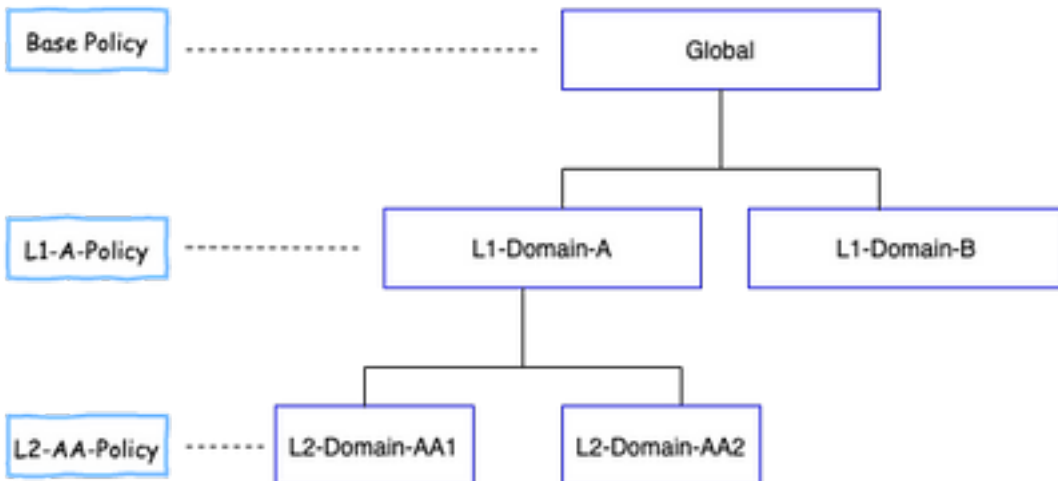 Base Policy
Global
L1-A-Policy
L1-Domain-A
L1-Domain-B
L2-AA-Policy
L2-Domain-AA1
L2-Domain-AA2